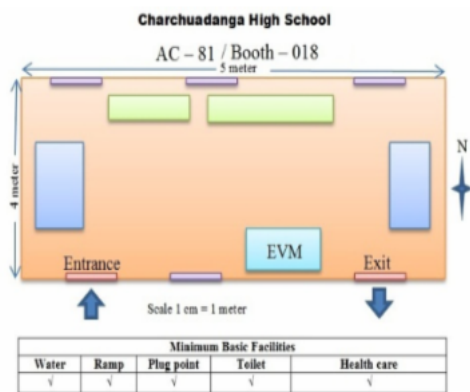 Charchuadanga High School
AC – 81 / Booth – 018
5 meter
4 meter
N
EVM
Entrance
Exit
Scale 1 cm = 1 meter
Minimum Basic Facilities
Water Ramp Plug point Toilet Health care
√ √ √ √ √